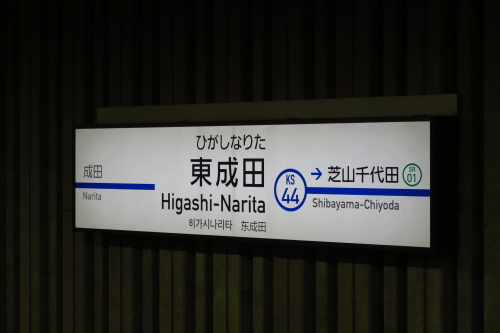 ひがしなりた
東成田
Higashi-Narita
히가시나리타 东成田
成田
Narita
KS
44
→ 芝山千代田
SR
01
Shibayama-Chiyoda